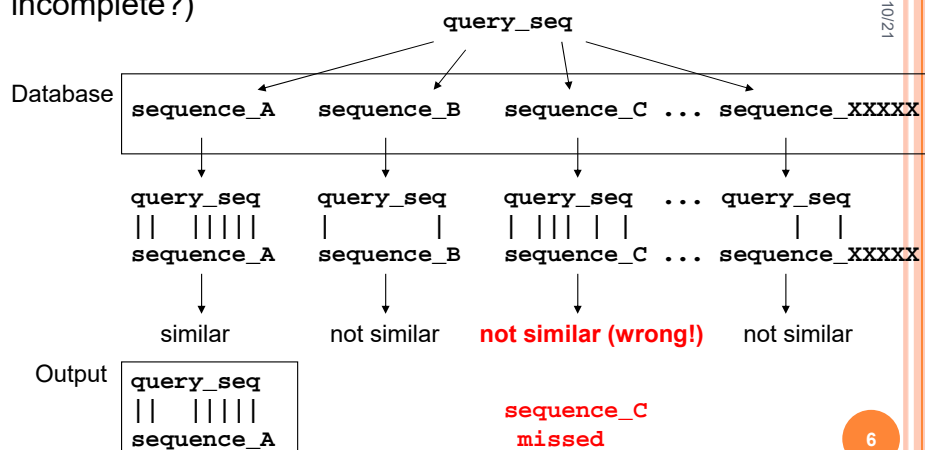 incomplete?)
10/21
query_seq
Database
sequence_A sequence_B sequence_C ... sequence_XXXXX
query_seq query_seq query_seq ... query_seq
|| ||||| | | | ||| | | | |
sequence_A sequence_B sequence_C ... sequence_XXXXX
similar not similar not similar (wrong!) not similar
Output
query_seq
|| |||||
sequence_A
sequence_C
missed
6